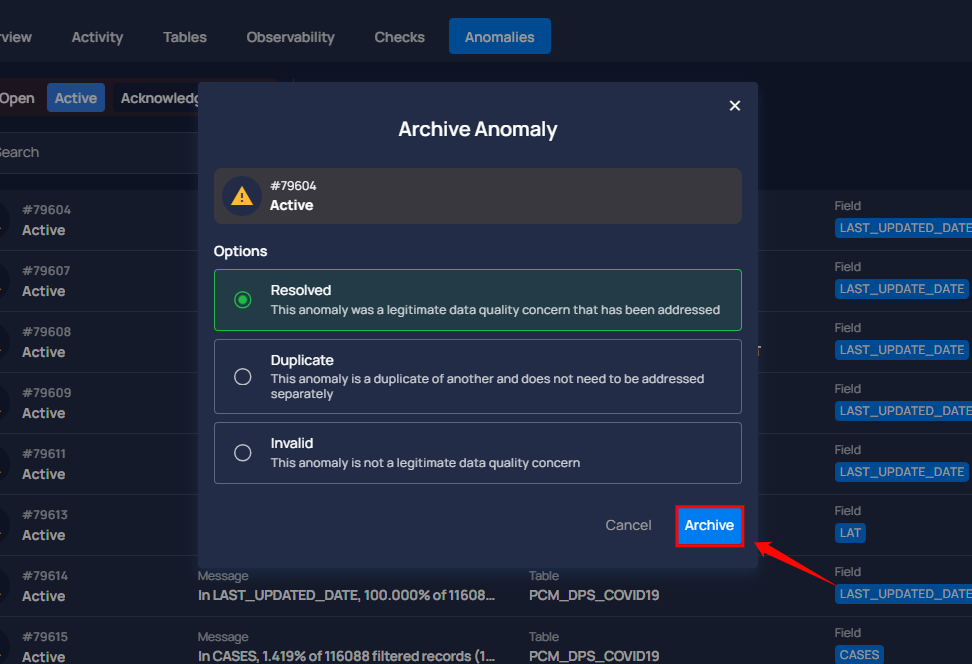 rview Activity Tables Observability Checks Anomalies
Open Active Acknowledg
Search
Archive Anomaly
#79604
Active
Options
Resolved
This anomaly was a legitimate data quality concern that has been addressed
Duplicate
This anomaly is a duplicate of another and does not need to be addressed
separately
Invalid
This anomaly is not a legitimate data quality concern
Cancel Archive
#79604 Field
Active LAST_UPDATED_DATE
#79607 Field
Active LAST_UPDATE_DATE
#79608 Field
Active T LAST_UPDATE_DATE
#79609 Field
Active LAST_UPDATED_DATE
#79611 Field
Active LAST_UPDATE_DATE
#79613 Field
Active LAT
#79614 Message Table Field
Active In LAST_UPDATED_DATE, 100.000% of 11608... PCM_DPS_COVID19 LAST_UPDATED_DATE
#79615 Message Table Field
Active In CASES, 1.419% of 116088 filtered records (1... PCM_DPS_COVID19 CASES